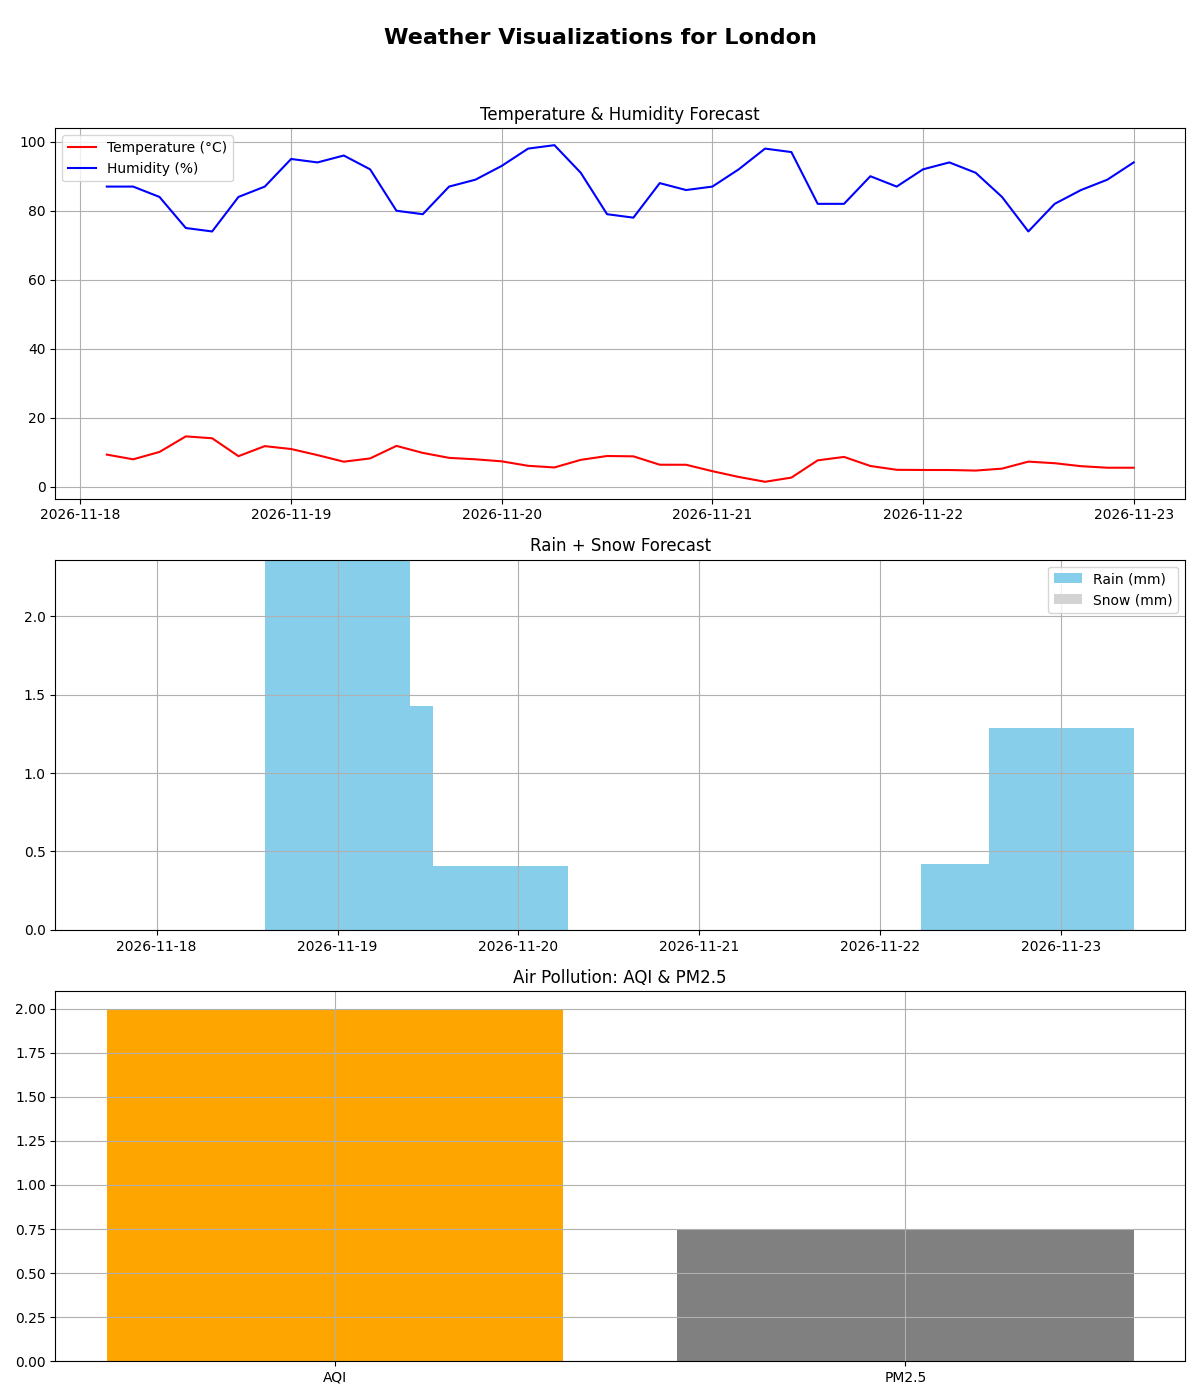 Weather Visualizations for London
Temperature & Humidity Forecast
Temperature (°C)
Humidity (%)
100
80
60
40
20
0
2026-11-18 2026-11-19 2026-11-20 2026-11-21 2026-11-22 2026-11-23
Rain + Snow Forecast
Rain (mm)
Snow (mm)
2.0
1.5
1.0
0.5
0.0
2026-11-18 2026-11-19 2026-11-20 2026-11-21 2026-11-22 2026-11-23
Air Pollution: AQI & PM2.5
2.00
1.75
1.50
1.25
1.00
0.75
0.50
0.25
0.00
AQI PM2.5